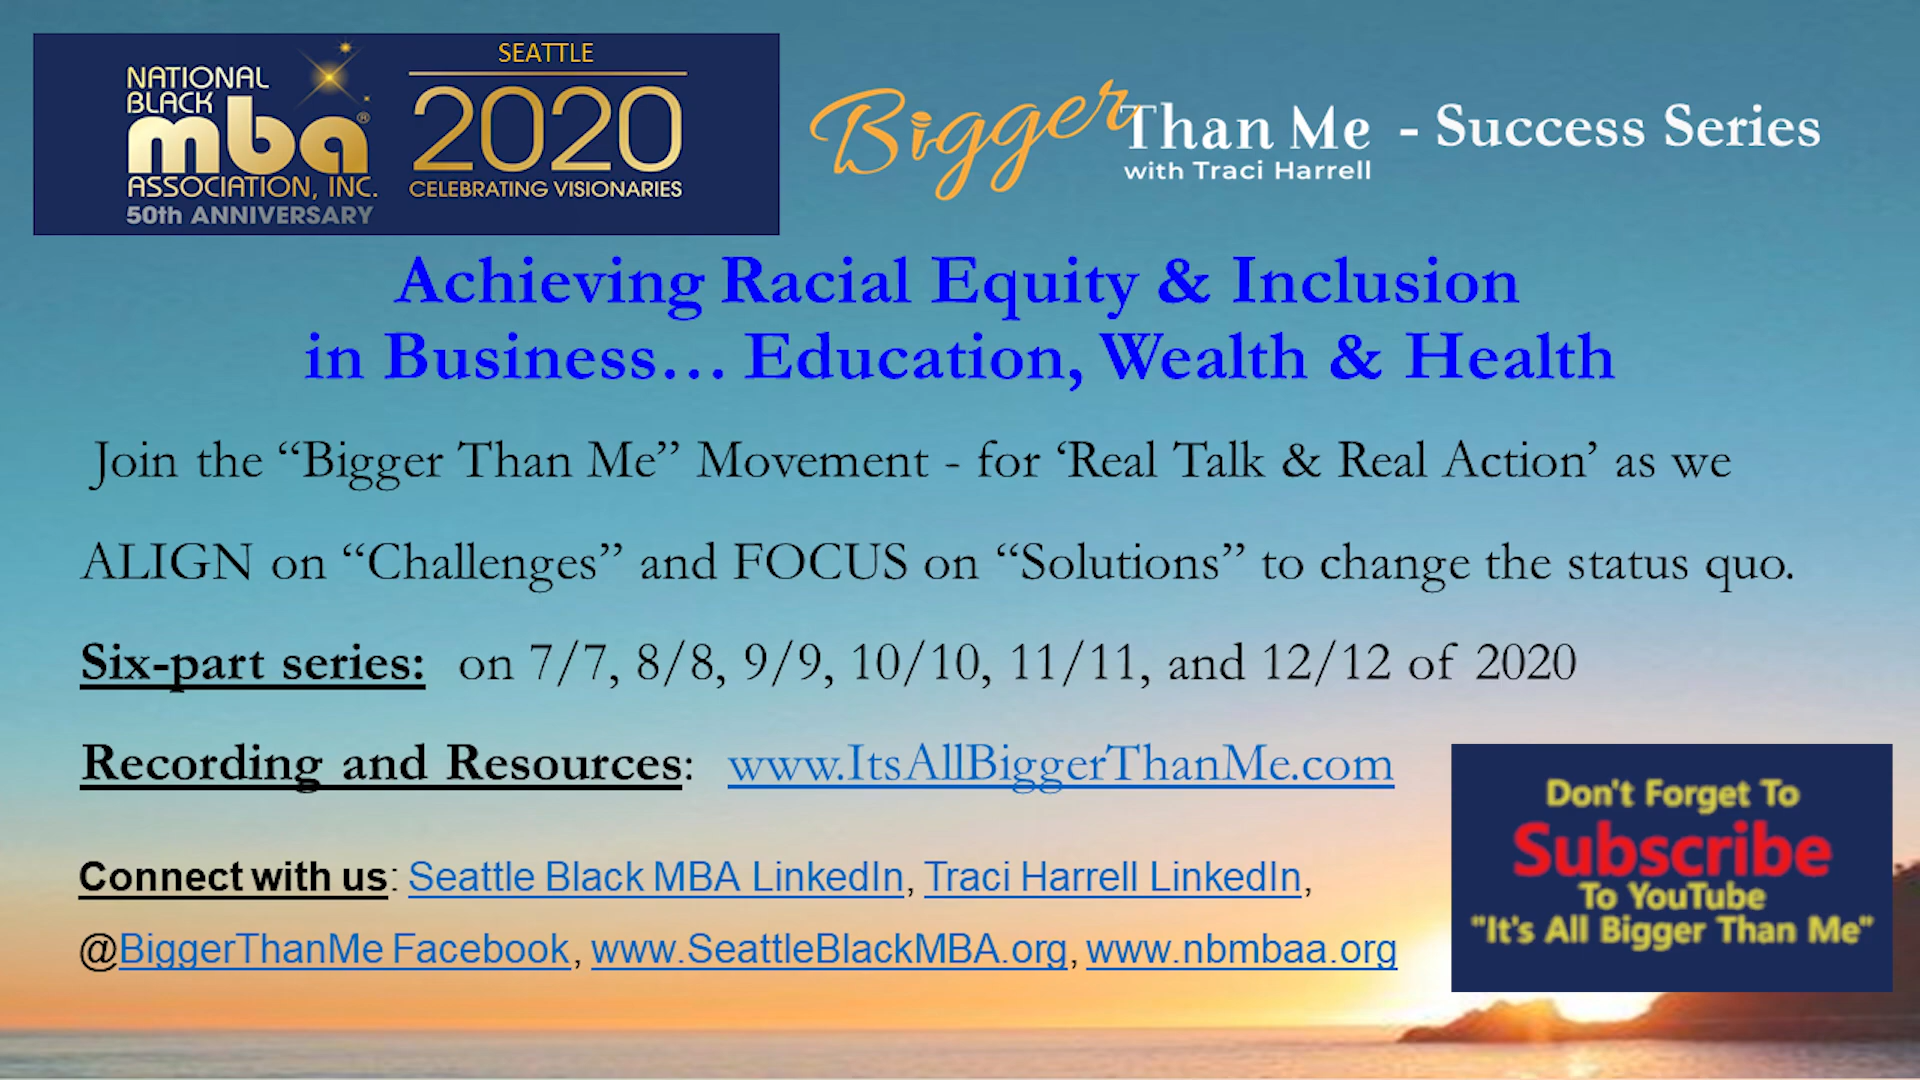 NATIONAL
BLACK
mba®
ASSOCIATION, INC.
50th ANNIVERSARY
SEATTLE
2020
CELEBRATING VISIONARIES
Bigger Than Me - Success Series
with Traci Harrell
Achieving Racial Equity & Inclusion
in Business… Education, Wealth & Health
Join the “Bigger Than Me” Movement - for ‘Real Talk & Real Action’ as we
ALIGN on “Challenges” and FOCUS on “Solutions” to change the status quo.
Six-part series: on 7/7, 8/8, 9/9, 10/10, 11/11, and 12/12 of 2020
Recording and Resources: www.ItsAllBiggerThanMe.com
Connect with us: Seattle Black MBA LinkedIn, Traci Harrell LinkedIn,
@BiggerThanMe Facebook, www.SeattleBlackMBA.org, www.nbmbaa.org
Don't Forget To
Subscribe
To YouTube
"It's All Bigger Than Me"